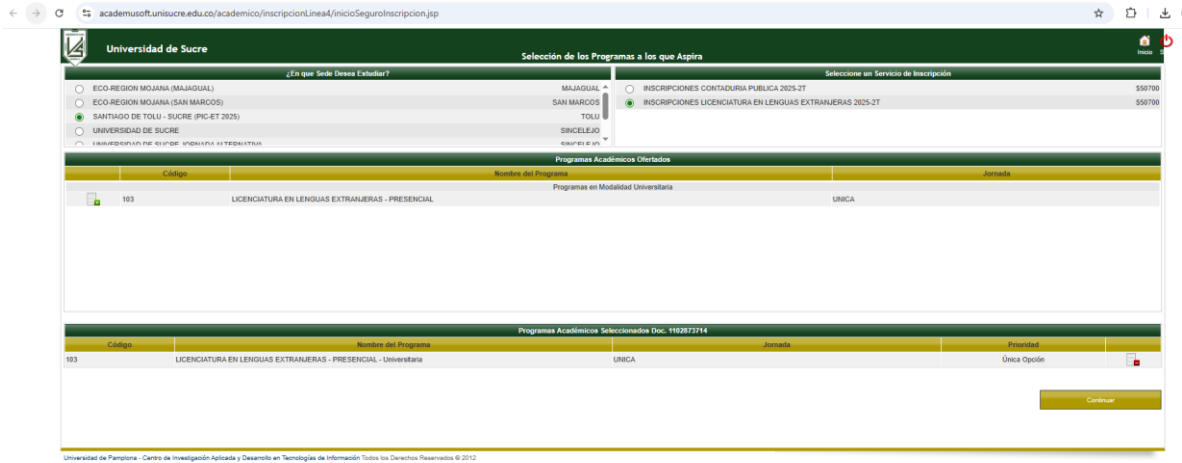 academusoft.unisucre.edu.co/academico/inscripcionLinea4/inicioSeguroInscripcion.jsp
Universidad de Sucre
Selección de los Programas a los que Aspira
Inicio S
¿En que Sede Desea Estudiar?
ECO-REGION MOJANA (MAJAGUAL) MAJAGUAL
ECO-REGION MOJANA (SAN MARCOS) SAN MARCOS
SANTIAGO DE TOLU - SUCRE (PIC-ET 2025) TOLU
UNIVERSIDAD DE SUCRE SINCELEJO
UNIVERSIDAD DE SUCRE JORNADA ALTERNATIVA SINCELEJO
Seleccione un Servicio de Inscripción
INSCRIPCIONES CONTADURIA PUBLICA 2025-2T $50700
INSCRIPCIONES LICENCIATURA EN LENGUAS EXTRANJERAS 2025-2T $50700
Programas Académicos Ofertados
Código Nombre del Programa Jornada
Programas en Modalidad Universitaria
103 LICENCIATURA EN LENGUAS EXTRANJERAS - PRESENCIAL UNICA
Programas Académicos Seleccionados Doc. 1102873714
Código Nombre del Programa Jornada Prioridad
103 LICENCIATURA EN LENGUAS EXTRANJERAS - PRESENCIAL - Universitaria UNICA Única Opción
Continuar
Universidad de Pamplona - Centro de Investigación Aplicada y Desarrollo en Tecnologías de Información Todos los Derechos Reservados © 2012